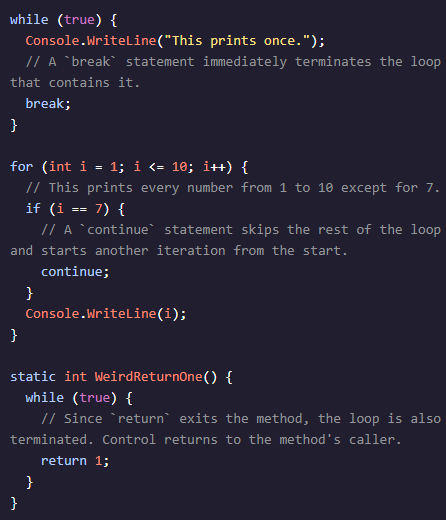 while (true) {
  Console.WriteLine("This prints once.");
  // A `break` statement immediately terminates the loop
that contains it.
  break;
}

for (int i = 1; i <= 10; i++) {
  // This prints every number from 1 to 10 except for 7.
  if (i == 7) {
    // A `continue` statement skips the rest of the loop
and starts another iteration from the start.
    continue;
  }
  Console.WriteLine(i);
}

static int WeirdReturnOne() {
  while (true) {
    // Since `return` exits the method, the loop is also
terminated. Control returns to the method's caller.
    return 1;
  }
}